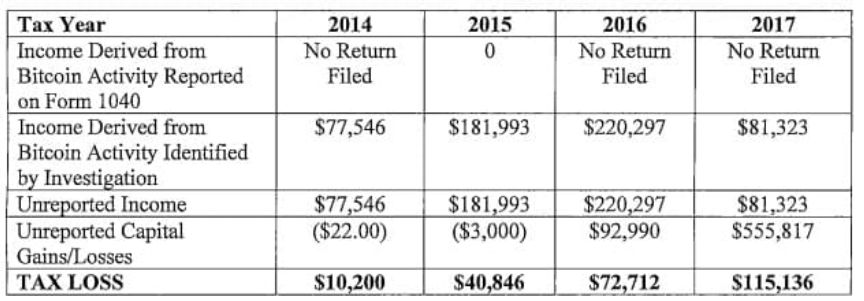 Tax Year 2014 2015 2016 2017
Income Derived from No Return 0 No Return No Return
Bitcoin Activity Reported Filed Filed Filed
on Form 1040
Income Derived from $77,546 $181,993 $220,297 $81,323
Bitcoin Activity Identified
by Investigation
Unreported Income $77,546 $181,993 $220,297 $81,323
Unreported Capital ($22.00) ($3,000) $92,990 $555,817
Gains/Losses
TAX LOSS $10,200 $40,846 $72,712 $115,136